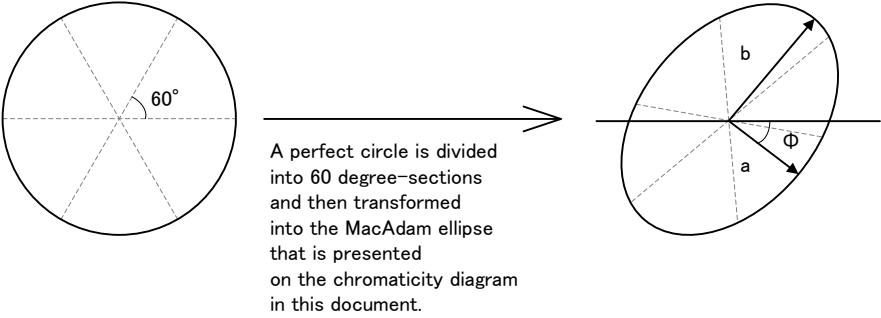 60°
A perfect circle is divided
into 60 degree-sections
and then transformed
into the MacAdam ellipse
that is presented
on the chromaticity diagram
in this document.
b
Φ
a